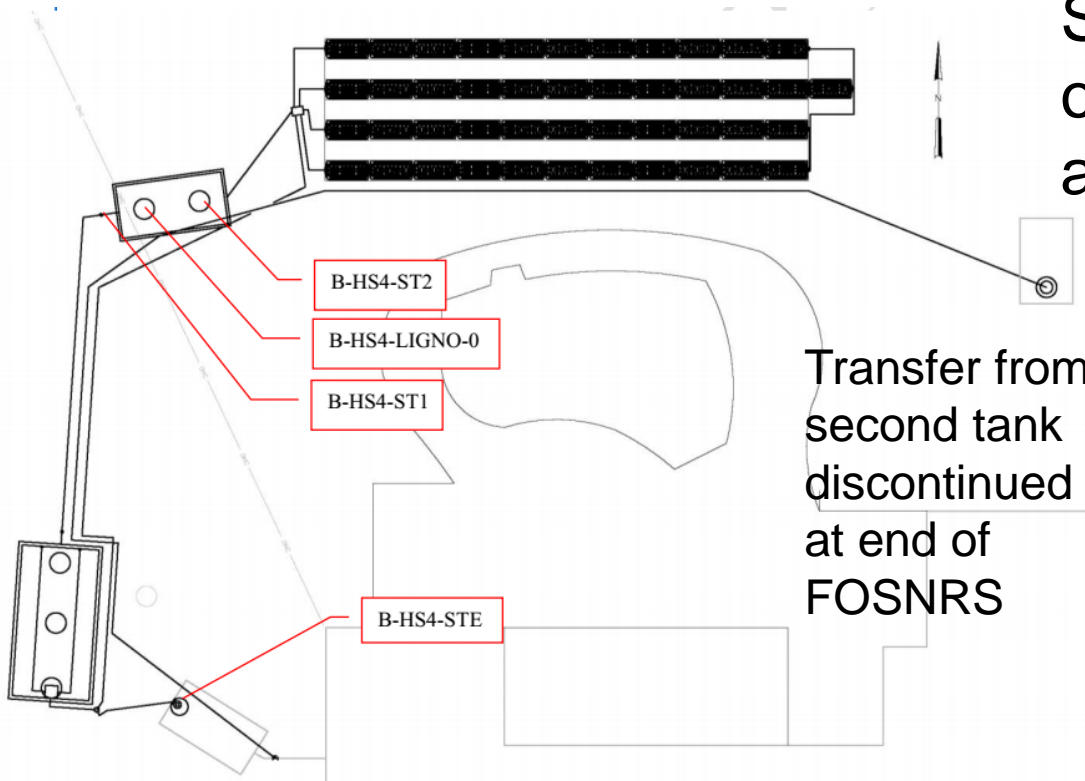 S
c
a
N
B-HS4-ST2
B-HS4-LIGNO-0
B-HS4-ST1
Transfer from
second tank
discontinued
at end of
FOSNRS
B-HS4-STE